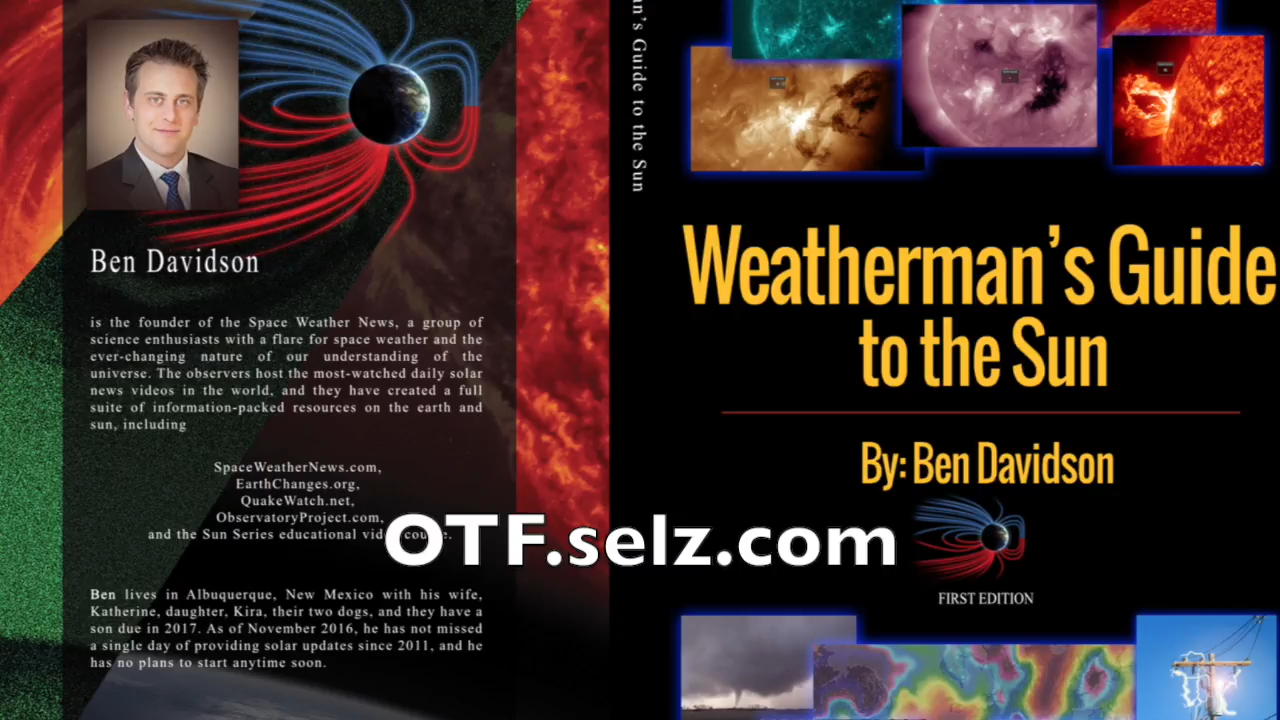 Ben Davidson
is the founder of the Space Weather News, a group of
science enthusiasts with a flare for space weather and the
ever-changing nature of our understanding of the
universe. The observers host the most-watched daily solar
news videos in the world, and they have created a full
suite of information-packed resources on the earth and
sun, including
SpaceWeatherNews.com,
EarthChanges.org,
QuakeWatch.net,
ObservatoryProject.com,
and the Sun Series educational video course.
Ben lives in Albuquerque, New Mexico with his wife,
Katherine, daughter, Kira, their two dogs, and they have a
son due in 2017. As of November 2016, he has not missed
a single day of providing solar updates since 2011, and he
has no plans to start anytime soon.
OTF.selz.com
Guide to the Sun
Weatherman's Guide
to the Sun
By: Ben Davidson
FIRST EDITION